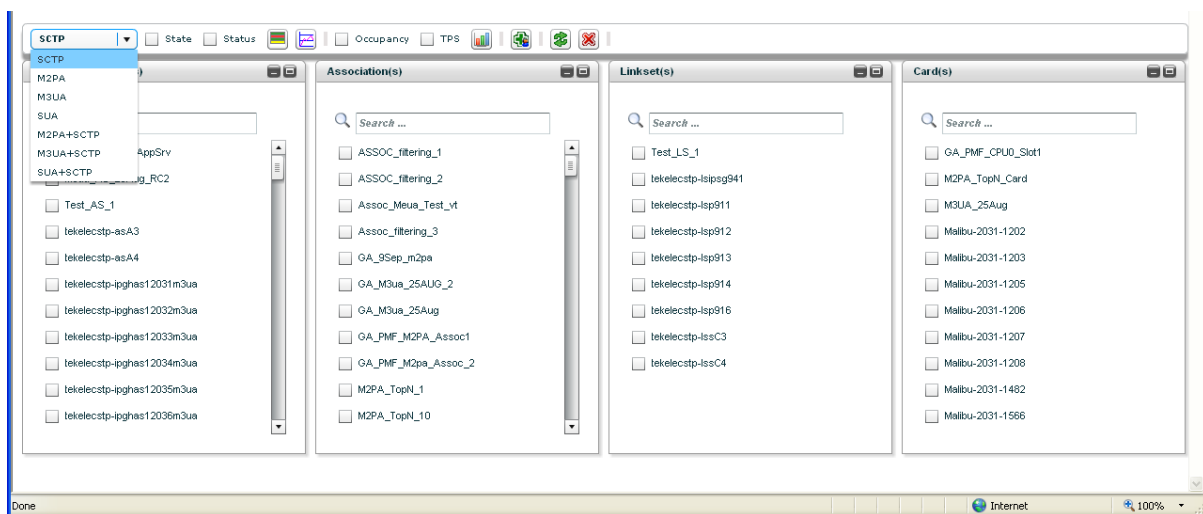 SCTP State Status Occupancy TPS
SCTP
M2PA
M3UA
SUA
M2PA+SCTP
M3UA+SCTP
SUA+SCTP
AppSrv
RC2
Test_AS_1
tekelecstp-asA3
tekelecstp-asA4
tekelecstp-ipghas12031m3ua
tekelecstp-ipghas12032m3ua
tekelecstp-ipghas12033m3ua
tekelecstp-ipghas12034m3ua
tekelecstp-ipghas12035m3ua
tekelecstp-ipghas12036m3ua
Association(s)
Search ...
ASSOC_filtering_1
ASSOC_filtering_2
Assoc_Meua_Test_vt
Assoc_filtering_3
GA_9Sep_m2pa
GA_M3ua_25AUG_2
GA_M3ua_25Aug
GA_PMF_M2PA_Assoc1
GA_PMF_M2pa_Assoc_2
M2PA_TopN_1
M2PA_TopN_10
Linkset(s)
Search ...
Test_LS_1
tekelecstp-lsipsg941
tekelecstp-lsp911
tekelecstp-lsp912
tekelecstp-lsp913
tekelecstp-lsp914
tekelecstp-lsp916
tekelecstp-lssC3
tekelecstp-lssC4
Card(s)
Search ...
GA_PMF_CPU0_Slot1
M2PA_TopN_Card
M3UA_25Aug
Malibu-2031-1202
Malibu-2031-1203
Malibu-2031-1205
Malibu-2031-1206
Malibu-2031-1207
Malibu-2031-1208
Malibu-2031-1482
Malibu-2031-1566
Done Internet 100%